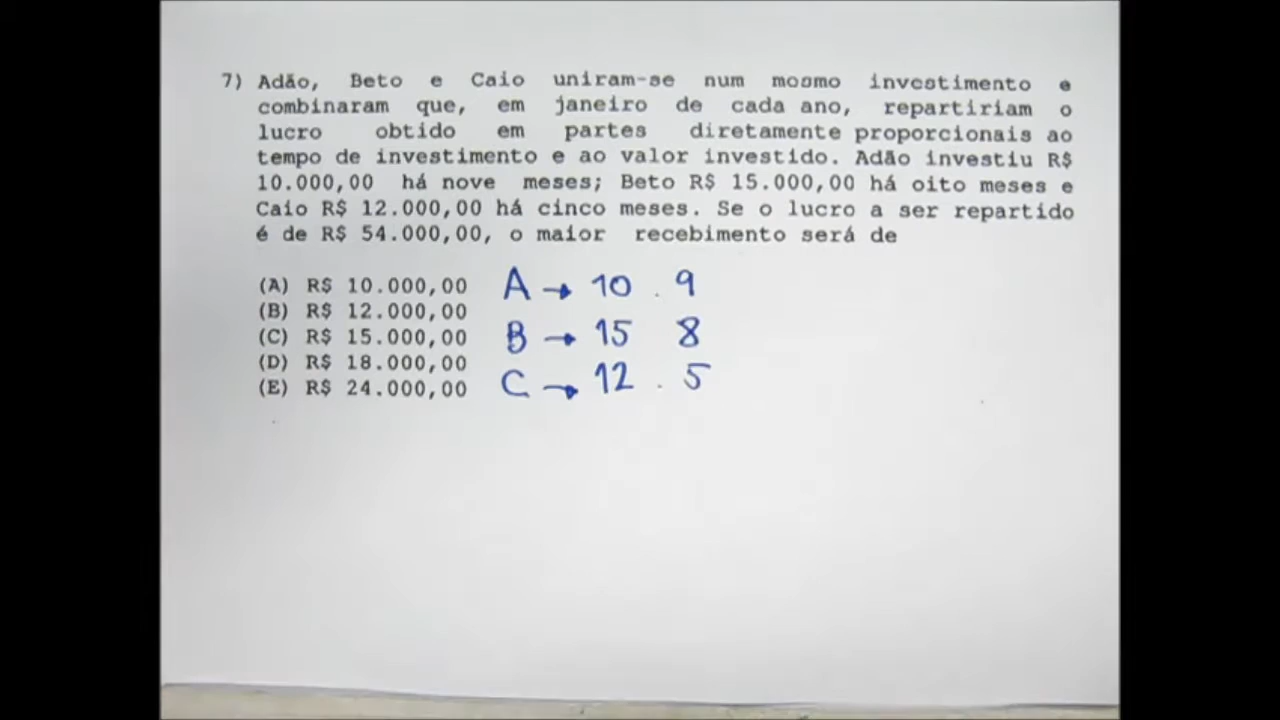 7) Adão, Beto e Caio uniram-se num mesmo investimento e
combinaram que, em janeiro de cada ano, repartiriam o
lucro obtido em partes diretamente proporcionais ao
tempo de investimento e ao valor investido. Adão investiu R$
10.000,00 há nove meses; Beto R$ 15.000,00 há oito meses e
Caio R$ 12.000,00 há cinco meses. Se o lucro a ser repartido
é de R$ 54.000,00, o maior recebimento será de
(A) R$ 10.000,00 A → 10 . 9
(B) R$ 12.000,00
(C) R$ 15.000,00 B → 15 8
(D) R$ 18.000,00
(E) R$ 24.000,00 C → 12 . 5